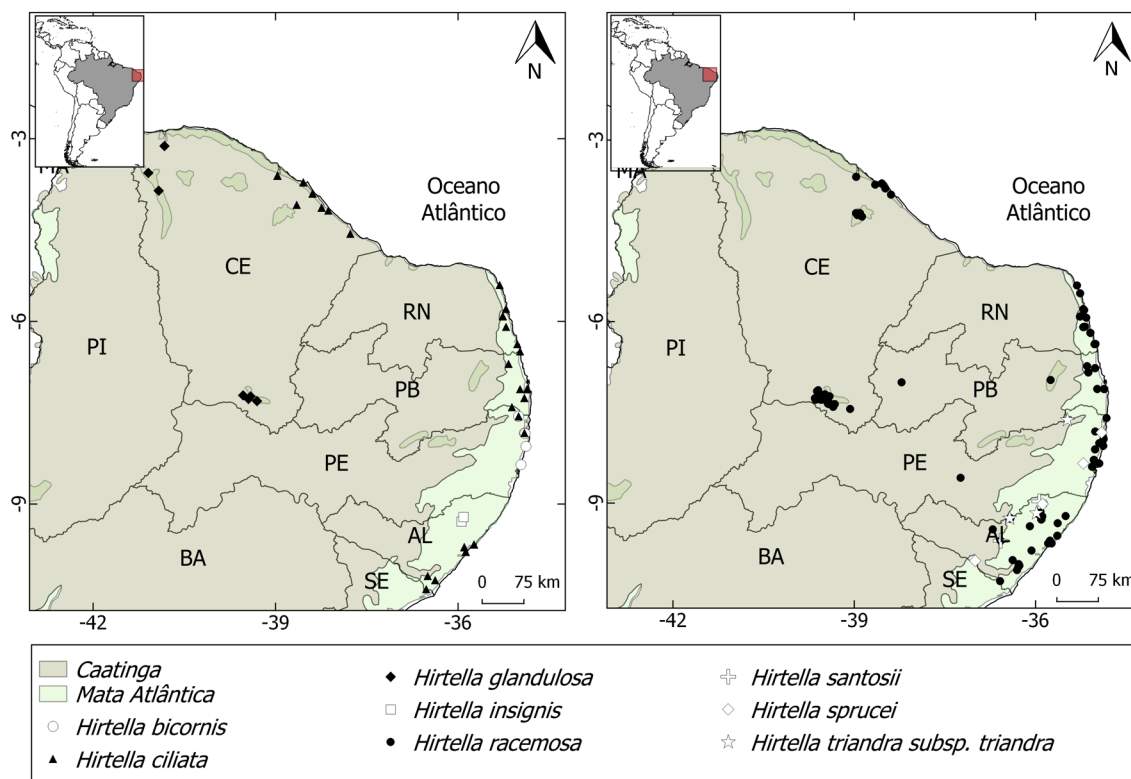 N
-3
-6
-9
-42
-39
-36
MA
PI
CE
RN
PB
PE
AL
SE
BA
Oceano
Atlântico
0 75 km
N
-3
-6
-9
-42
-39
-36
MA
PI
CE
RN
PB
PE
AL
SE
BA
Oceano
Atlântico
0 75 km
Caatinga
Mata Atlântica
Hirtella bicornis
Hirtella ciliata
Hirtella glandulosa
Hirtella insignis
Hirtella racemosa
Hirtella santosii
Hirtella sprucei
Hirtella triandra subsp. triandra